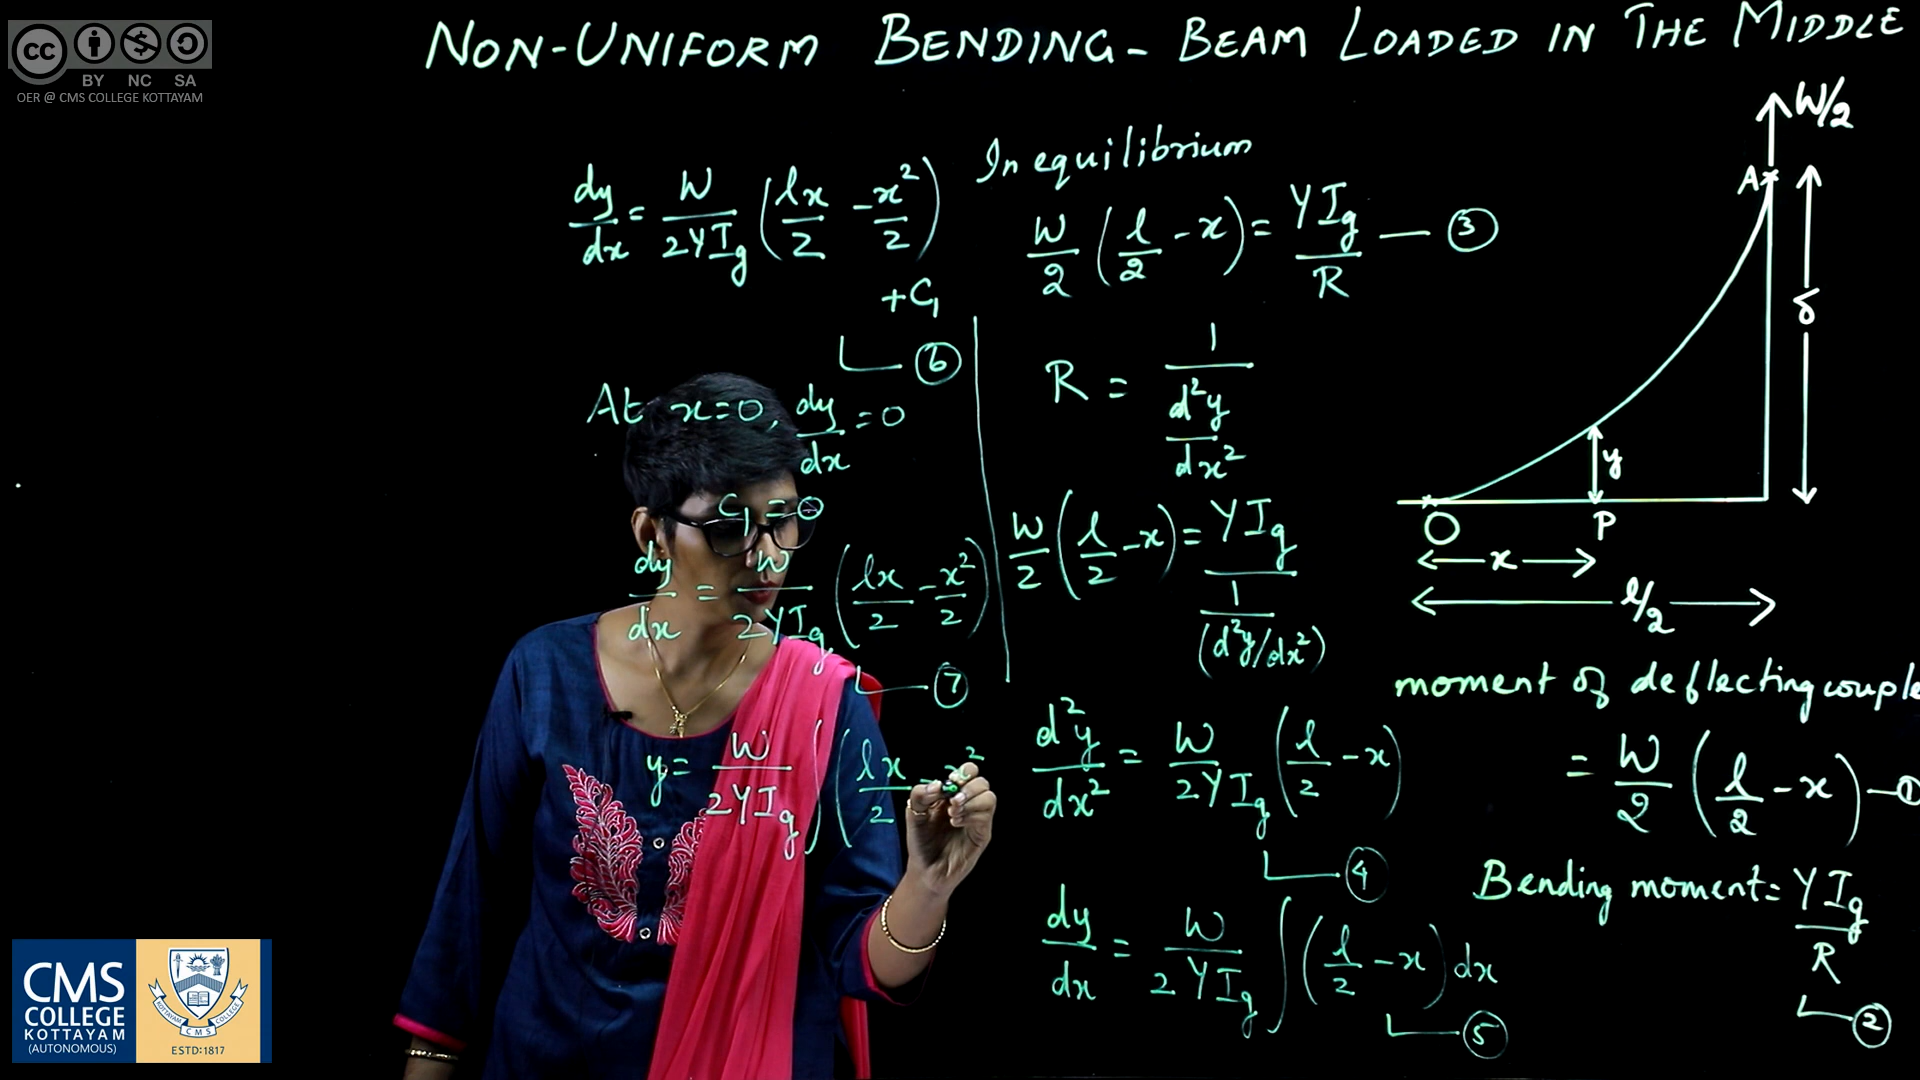 BY NC SA
OER @ CMS COLLEGE KOTTAYAM
NON-UNIFORM BENDING - BEAM LOADED IN THE MIDDLE
dy/dx = W/2YIg (lx/2 - x²/2)
+ C₁
⑥
At x=0, dy/dx = 0
C₁ = 0
dy/dx = W/2YIg (lx/2 - x²/2)
⑦
y = W/2YIg ∫(lx/2 - x²
In equilibrium
W/2 (l/2 - x) = YIg/R — ③
R = 1/(d²y/dx²)
W/2 (l/2 - x) = YIg/(1/(d²y/dx²))
d²y/dx² = W/2YIg (l/2 - x)
④
dy/dx = W/2YIg ∫(l/2 - x) dx
⑤
W/2
A
δ
y
O P
x
l/2
moment of deflecting couple
= W/2 (l/2 - x) — ①
Bending moment = YIg/R
②
CMS
COLLEGE
KOTTAYAM
(AUTONOMOUS)
KOTTAYAM CMS COLLEGE
ESTD:1817